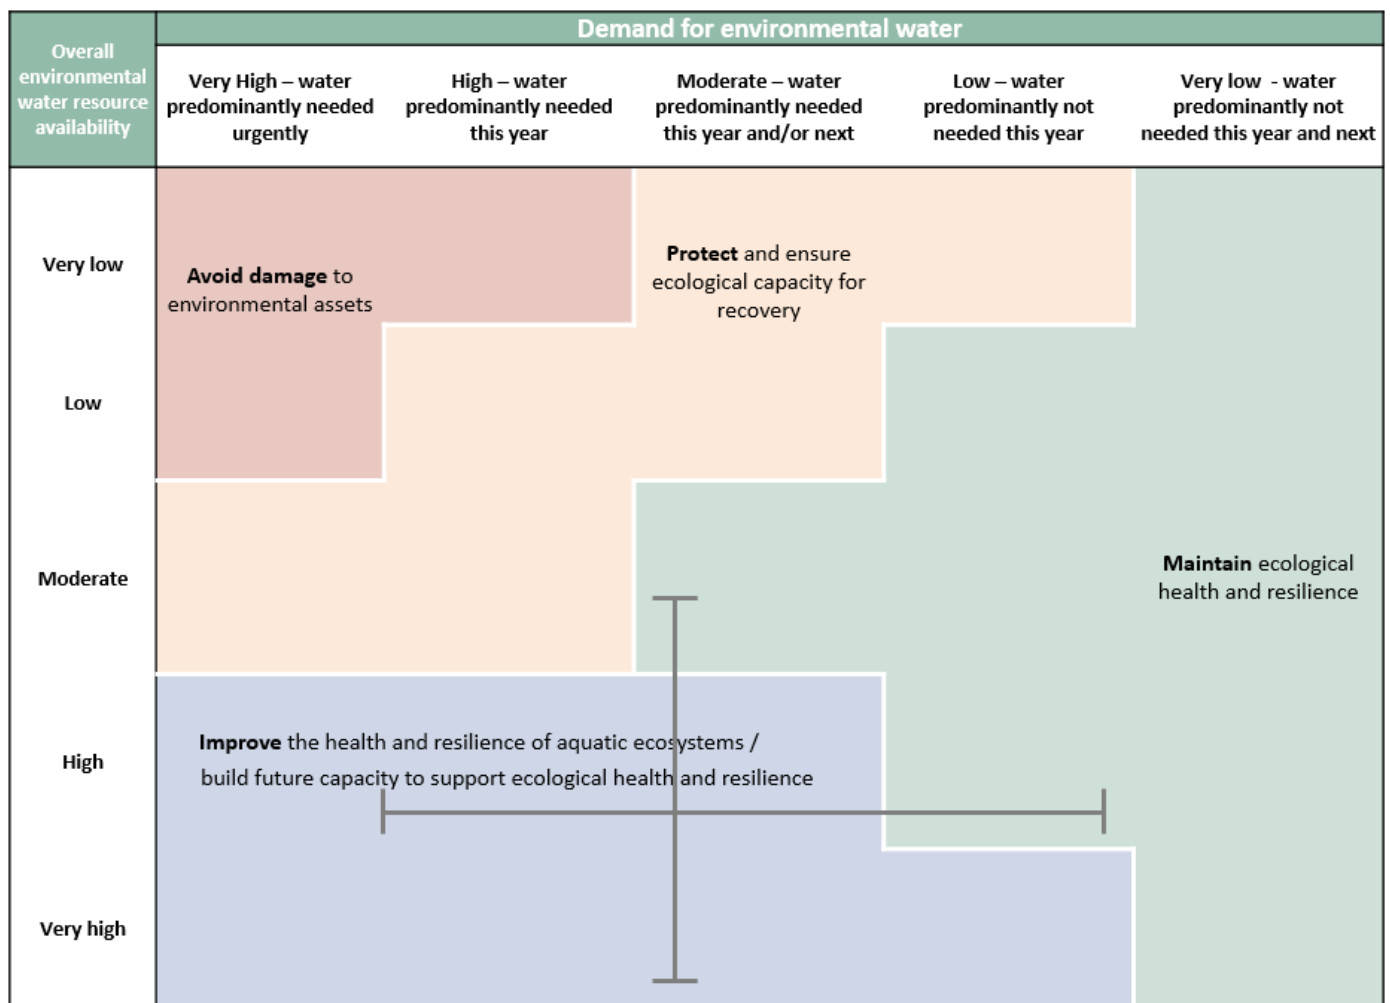 Demand for environmental water
Overall
environmental
water resource
availability
Very High – water
predominantly needed
urgently
High – water
predominantly needed
this year
Moderate – water
predominantly needed
this year and/or next
Low – water
predominantly not
needed this year
Very low  - water
predominantly not
needed this year and next
Very low
Avoid damage to
environmental assets
Protect and ensure
ecological capacity for
recovery
Low
Moderate
Maintain ecological
health and resilience
High
Improve the health and resilience of aquatic ecosystems /
build future capacity to support ecological health and resilience
Very high